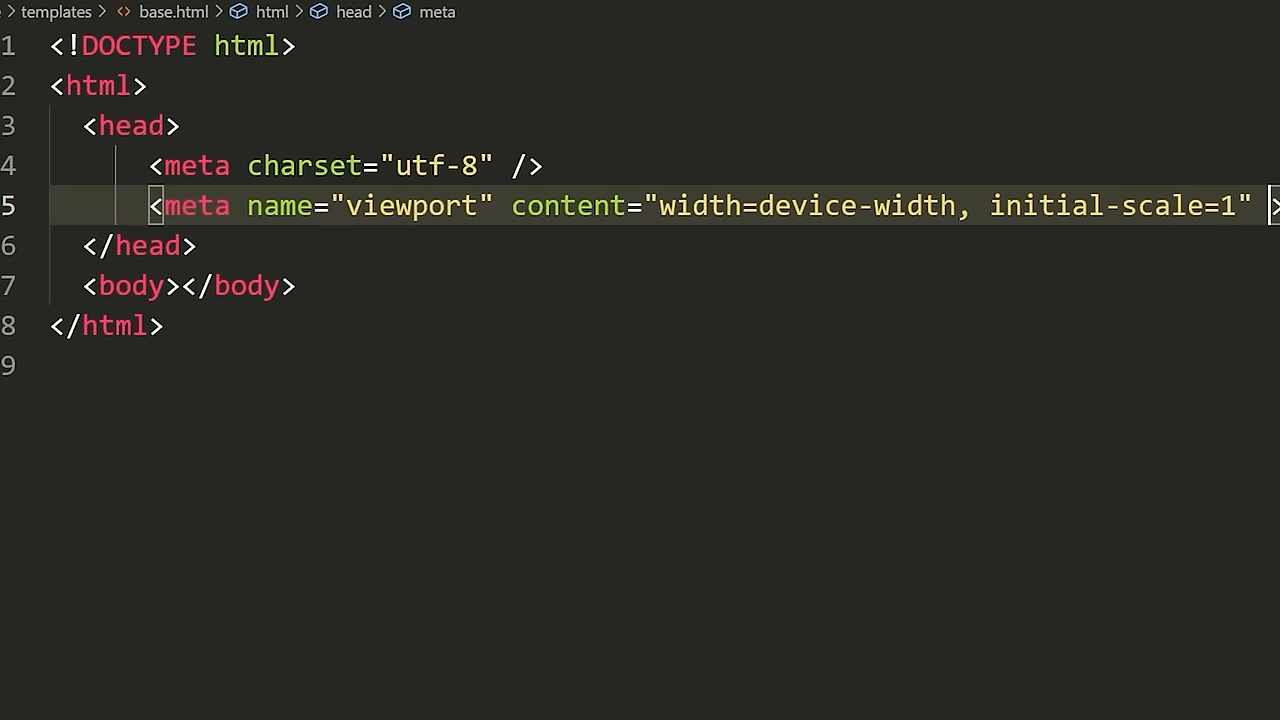 > templates > <> base.html > html > head > meta
1 <!DOCTYPE html>
2 <html>
3   <head>
4       <meta charset="utf-8" />
5       <meta name="viewport" content="width=device-width, initial-scale=1" >
6   </head>
7   <body></body>
8 </html>
9